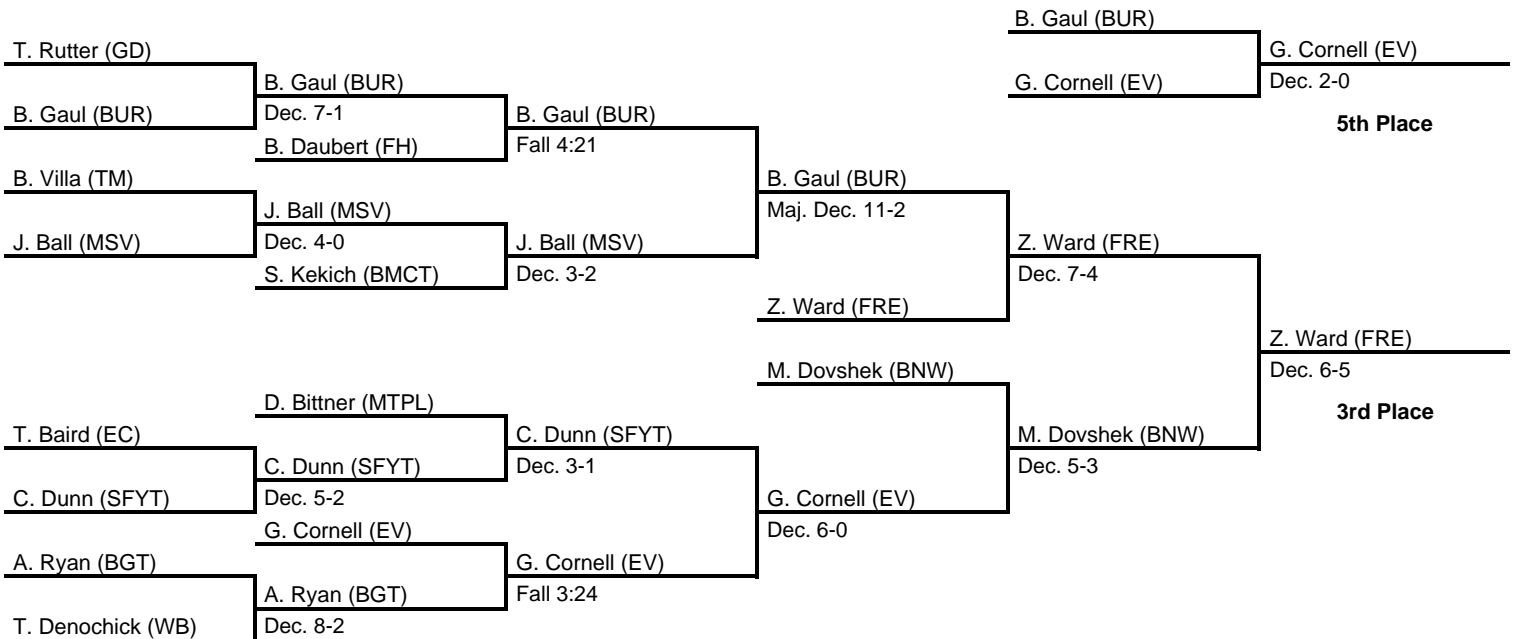 B. Gaul (BUR)
T. Rutter (GD)
G. Cornell (EV)
B. Gaul (BUR)
G. Cornell (EV)
Dec. 2-0
B. Gaul (BUR)
Dec. 7-1
B. Gaul (BUR)
5th Place
B. Daubert (FH)
Fall 4:21
B. Villa (TM)
B. Gaul (BUR)
J. Ball (MSV)
Maj. Dec. 11-2
J. Ball (MSV)
Dec. 4-0
J. Ball (MSV)
Z. Ward (FRE)
S. Kekich (BMCT)
Dec. 3-2
Dec. 7-4
Z. Ward (FRE)
Z. Ward (FRE)
M. Dovshek (BNW)
Dec. 6-5
D. Bittner (MTPL)
3rd Place
T. Baird (EC)
C. Dunn (SFYT)
M. Dovshek (BNW)
C. Dunn (SFYT)
Dec. 3-1
Dec. 5-3
C. Dunn (SFYT)
Dec. 5-2
G. Cornell (EV)
G. Cornell (EV)
Dec. 6-0
A. Ryan (BGT)
G. Cornell (EV)
A. Ryan (BGT)
Fall 3:24
T. Denochick (WB)
Dec. 8-2